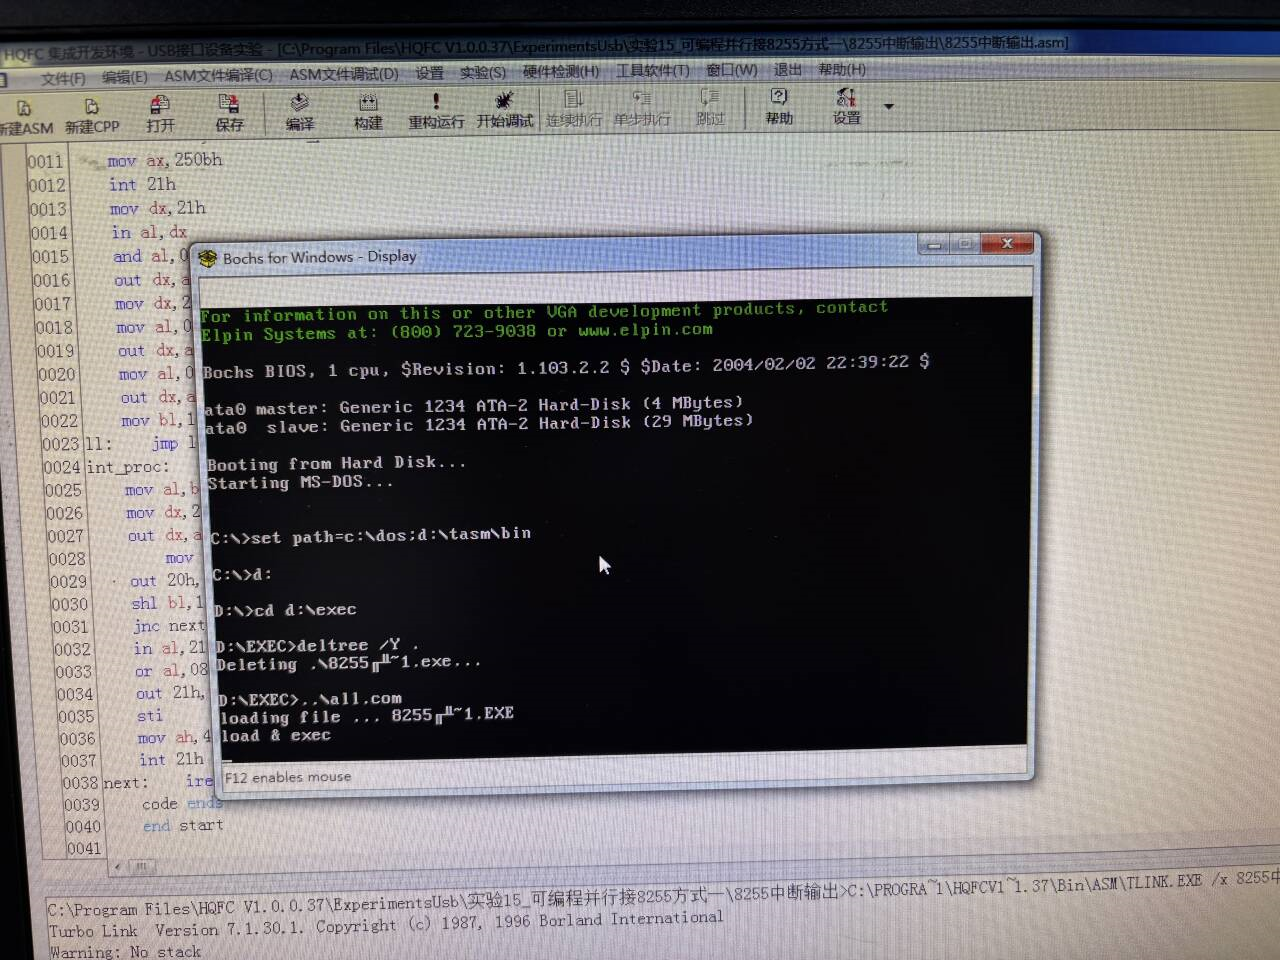 HQFC 集成开发环境 - USB接口设备实验 - [C:\Program Files\HQFC V1.0.0.37\ExperimentsUsb\实验15_可编程并行接8255方式一\8255中断输出\8255中断输出.asm]
文件(F) 编辑(E) ASM文件编译(C) ASM文件调试(D) 设置 实验(S) 硬件检测(H) 工具软件(T) 窗口(W) 退出 帮助(H)
新建ASM 新建CPP 打开 保存 编译 构建 重构运行 开始调试 连续执行 单步执行 跳过 帮助 设置
0011 mov ax,250bh
0012 int 21h
0013 mov dx,21h
0014 in al,dx
0015 and al,0
0016 out dx,a
0017 mov dx,2
0018 mov al,0
0019 out dx,a
0020 mov al,0
0021 out dx,a
0022 mov bl,1
0023 ll: jmp l
0024 int_proc:
0025 mov al,b
0026 mov dx,2
0027 out dx,a
0028 mov
0029 out 20h,
0030 shl bl,1
0031 jnc next
0032 in al,21
0033 or al,08
0034 out 21h,
0035 sti
0036 mov ah,4
0037 int 21h
0038 next: ire
0039 code ends
0040 end start
0041
Bochs for Windows - Display
For information on this or other VGA development products, contact
Elpin Systems at: (800) 723-9038 or www.elpin.com
Bochs BIOS, 1 cpu, $Revision: 1.103.2.2 $ $Date: 2004/02/02 22:39:22 $
ata0 master: Generic 1234 ATA-2 Hard-Disk (4 MBytes)
ata0  slave: Generic 1234 ATA-2 Hard-Disk (29 MBytes)
Booting from Hard Disk...
Starting MS-DOS...
C:\>set path=c:\dos;d:\tasm\bin
C:\>d:
D:\>cd d:\exec
D:\EXEC>deltree /Y .
Deleting .\8255╓╨~1.exe...
D:\EXEC>..\all.com
loading file ... 8255╓╨~1.EXE
load & exec
F12 enables mouse
C:\Program Files\HQFC V1.0.0.37\ExperimentsUsb\实验15_可编程并行接8255方式一\8255中断输出>C:\PROGRA~1\HQFCV1~1.37\Bin\ASM\TLINK.EXE /x 8255中
Turbo Link  Version 7.1.30.1. Copyright (c) 1987, 1996 Borland International
Warning: No stack